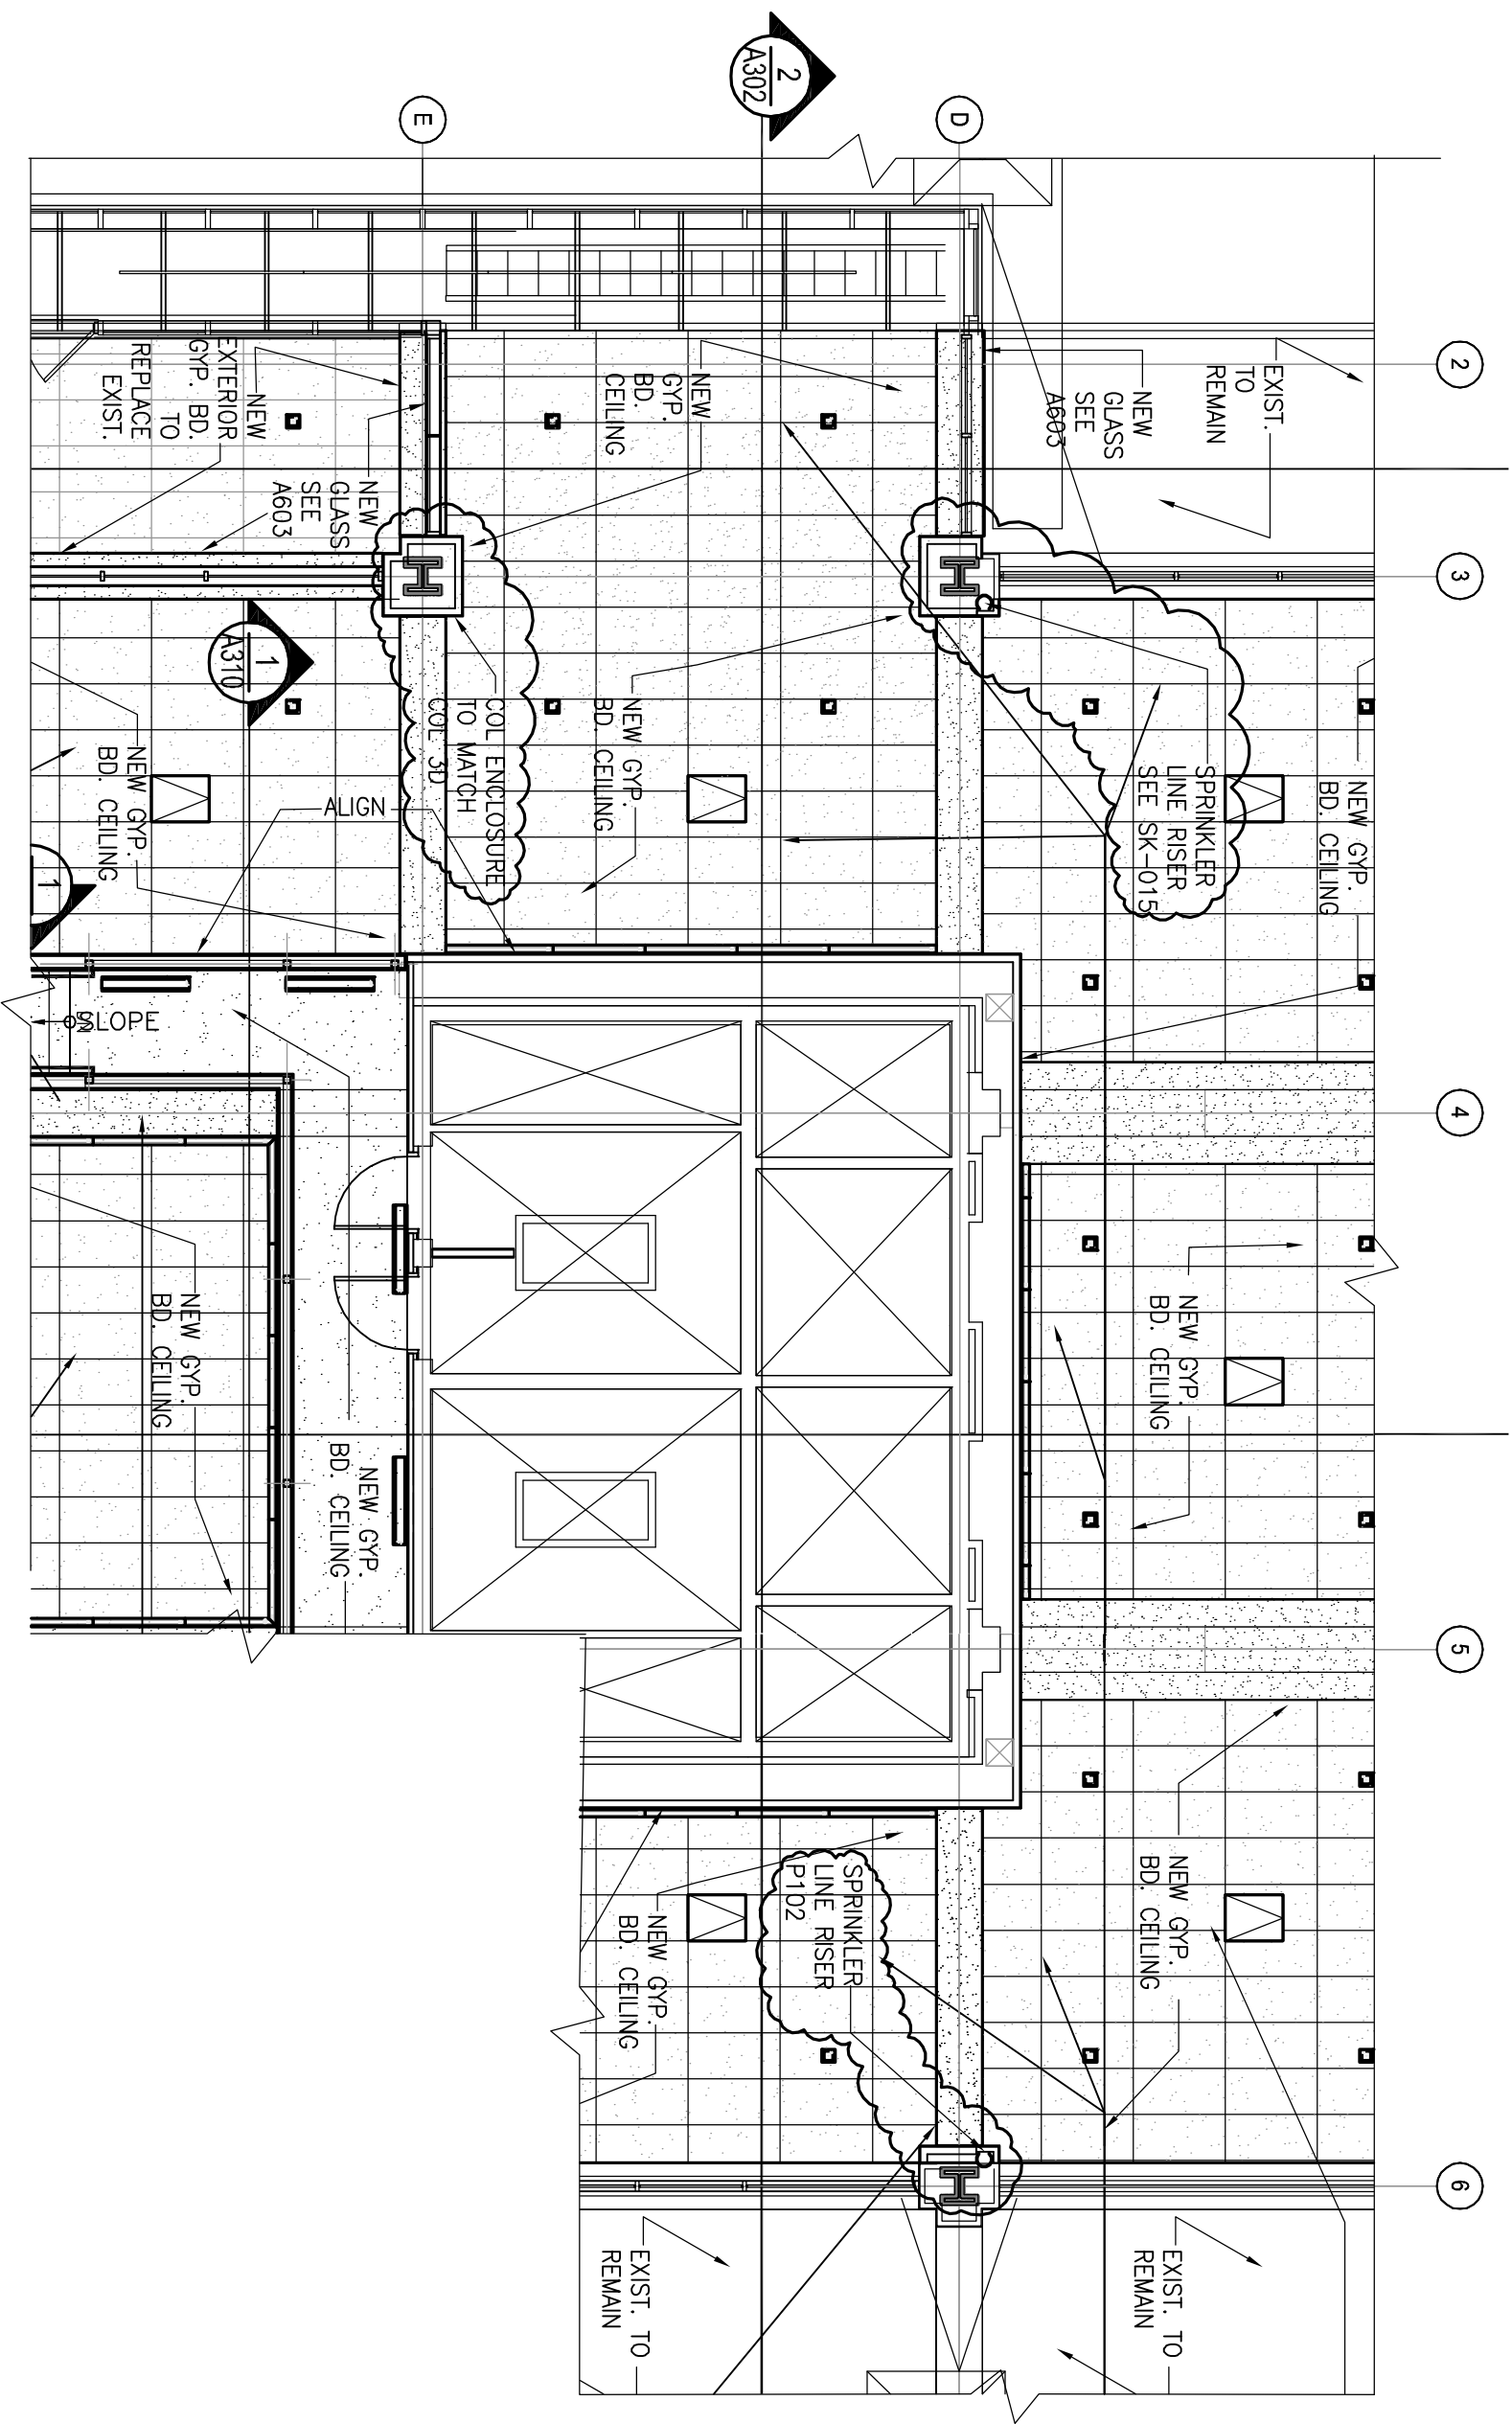 2
3
4
5
6
D
E
2
A302
EXIST.
TO
REMAIN
NEW
GLASS
SEE
A603
NEW
GYP.
BD.
CEILING
NEW
EXTERIOR
GYP. BD.
TO
REPLACE
EXIST.
NEW
GLASS
SEE
A603
1
A310
NEW GYP.
BD. CEILING
SPRINKLER
LINE RISER
SEE SK-015
NEW GYP.
BD. CEILING
COL ENCLOSURE
TO MATCH
COL 3D
ALIGN
NEW GYP.
BD. CEILING
1
SLOPE
DN
NEW GYP.
BD. CEILING
NEW GYP.
BD. CEILING
NEW GYP.
BD. CEILING
NEW GYP.
BD. CEILING
SPRINKLER
LINE RISER
P102
NEW GYP.
BD. CEILING
EXIST. TO
REMAIN
EXIST. TO
REMAIN